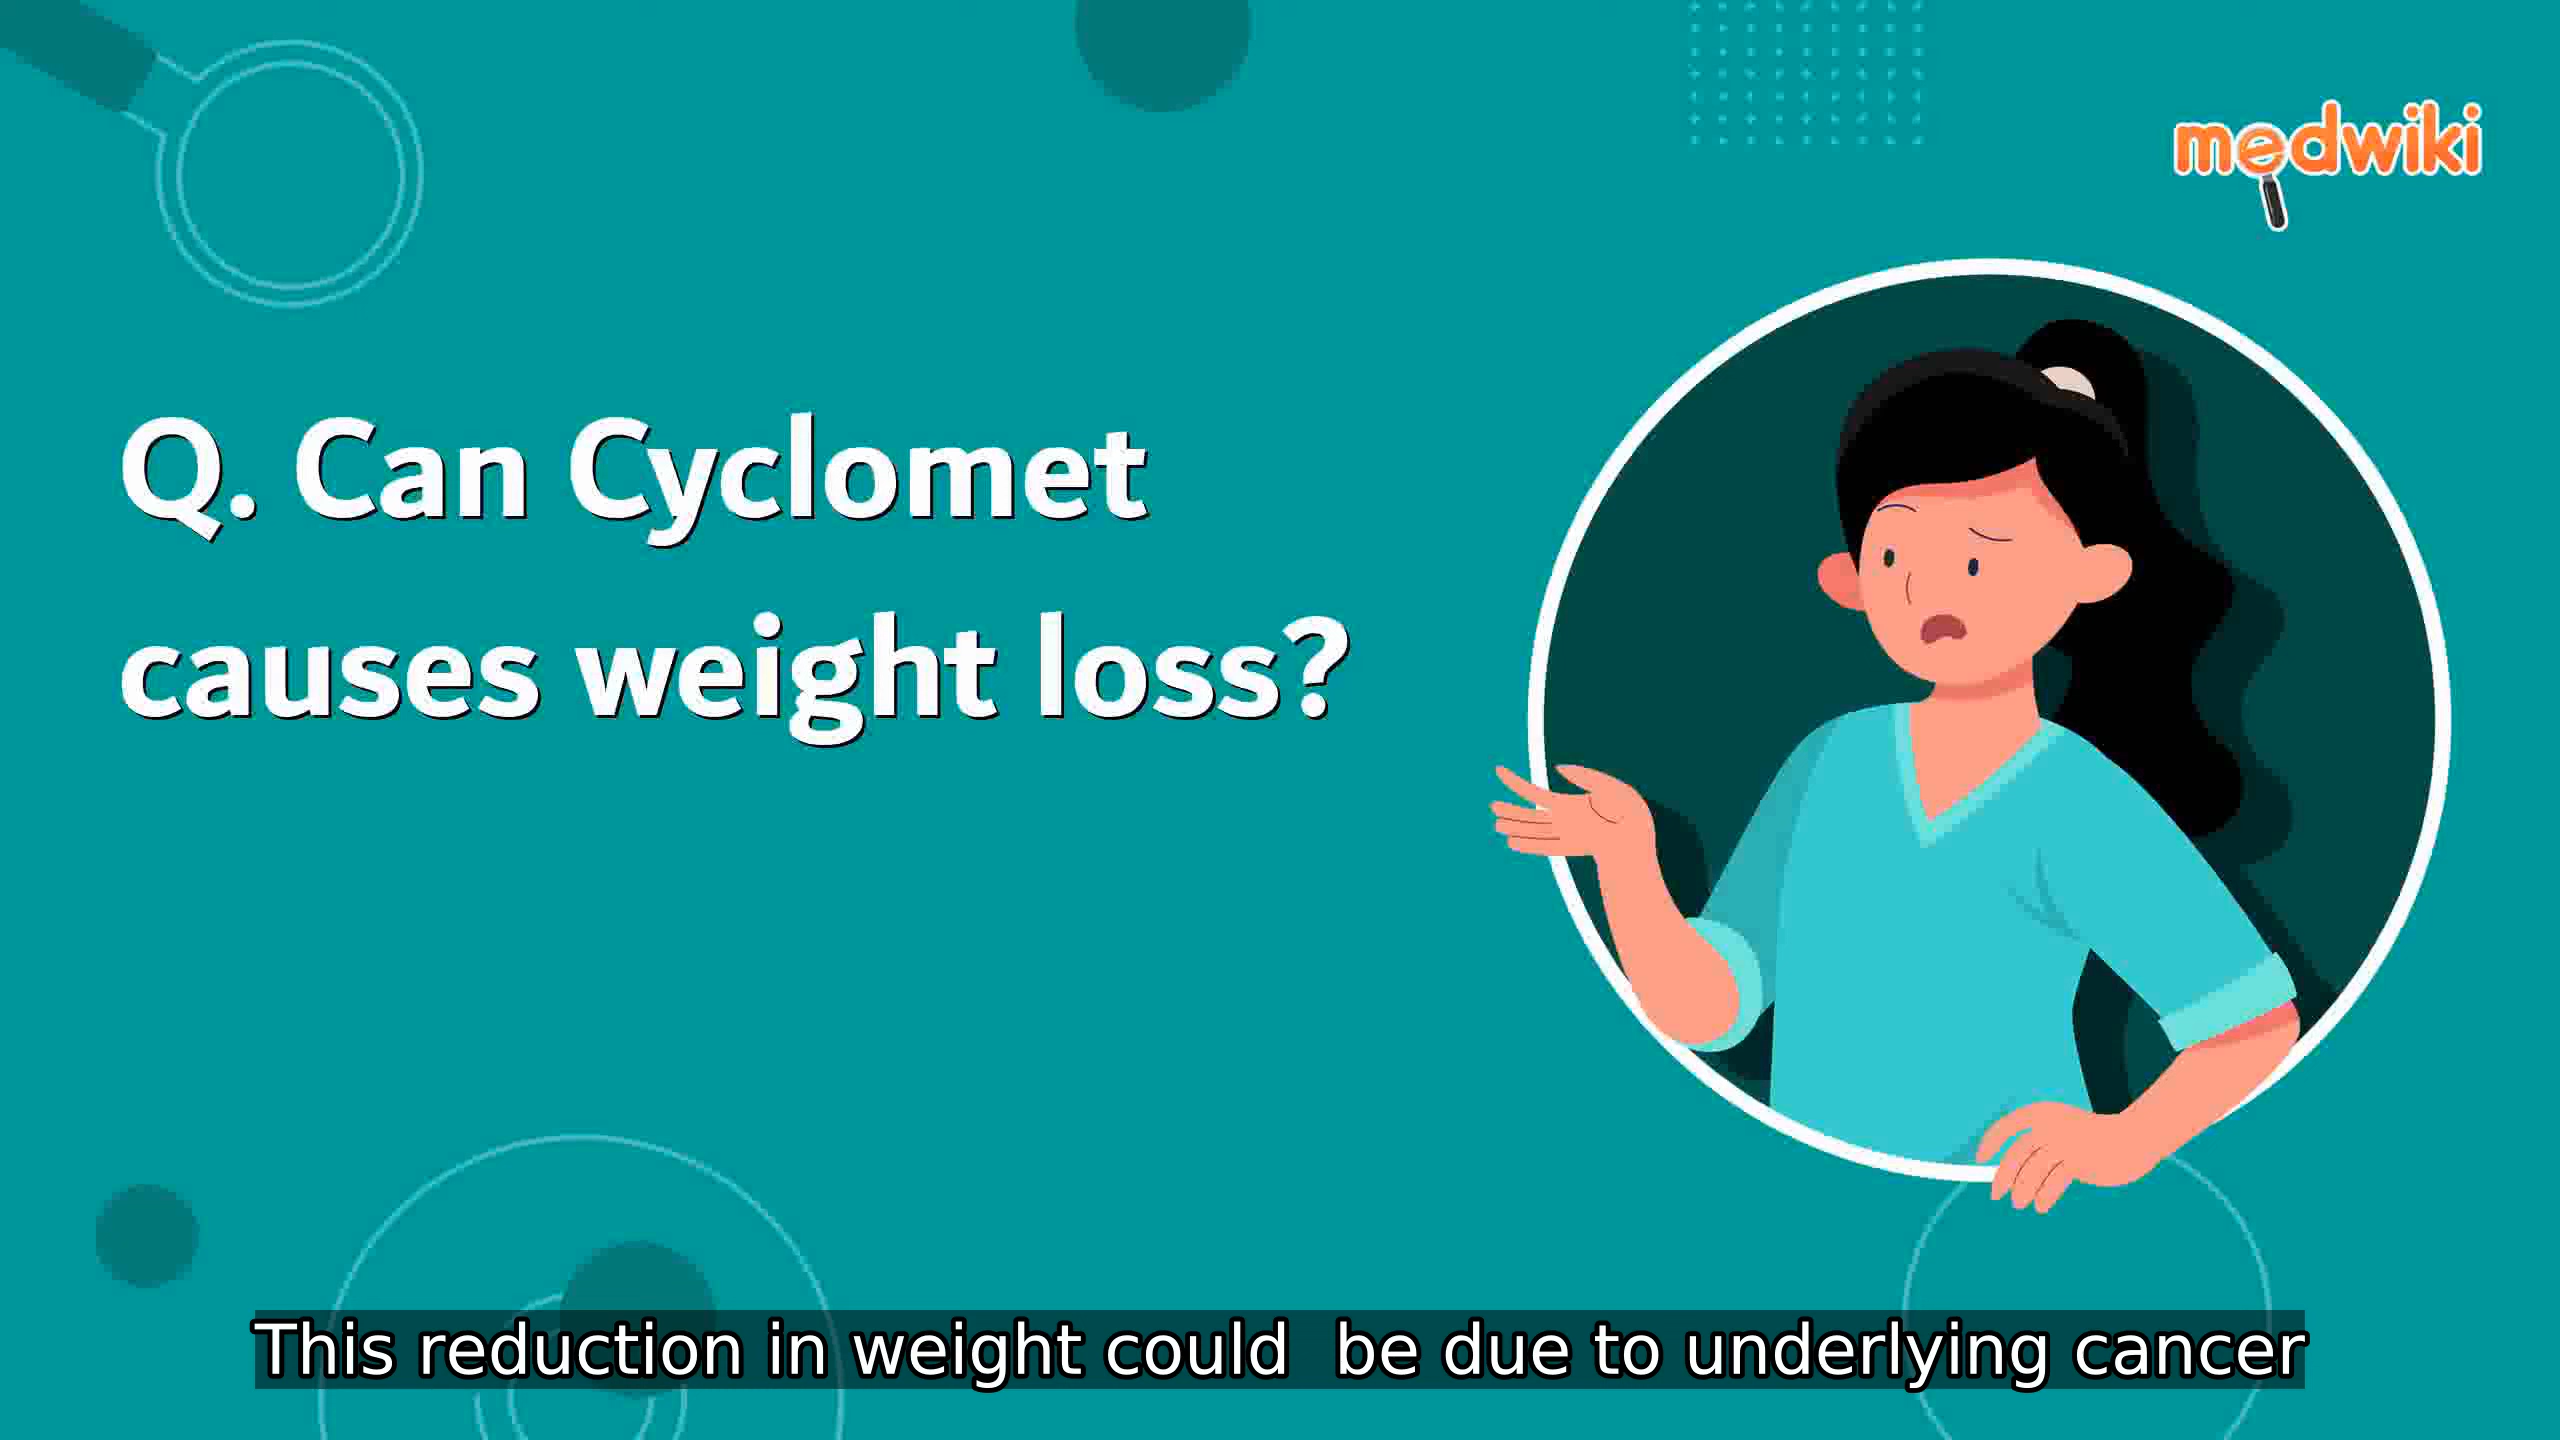 medwiki
Q. Can Cyclomet
causes weight loss?
This reduction in weight could  be due to underlying cancer